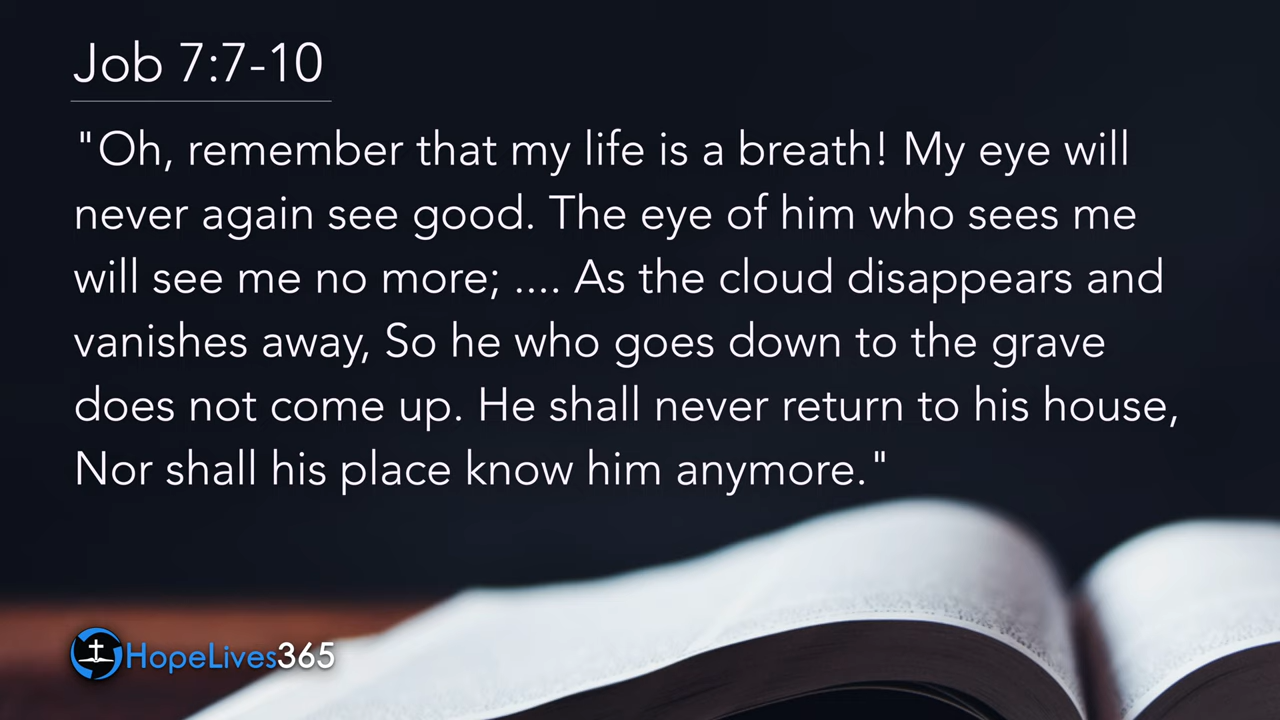 Job 7:7-10
"Oh, remember that my life is a breath! My eye will
never again see good. The eye of him who sees me
will see me no more; .... As the cloud disappears and
vanishes away, So he who goes down to the grave
does not come up. He shall never return to his house,
Nor shall his place know him anymore."
HopeLives365